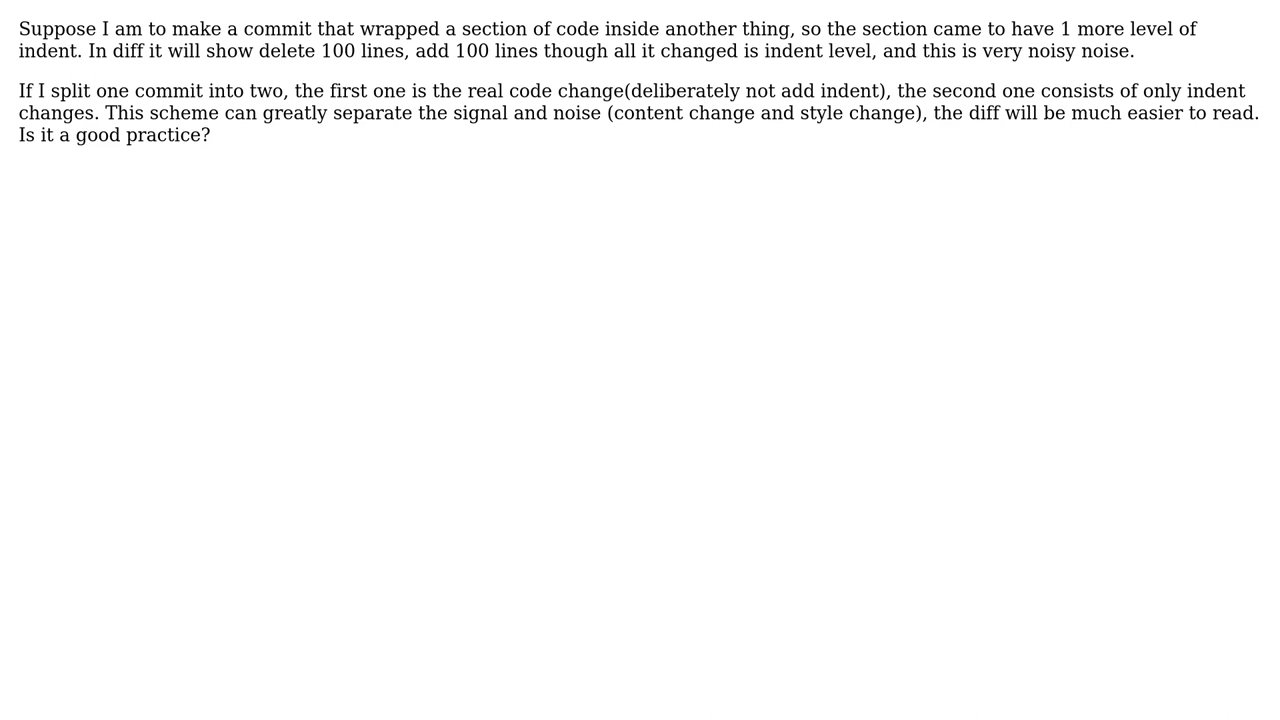 Suppose I am to make a commit that wrapped a section of code inside another thing, so the section came to have 1 more level of
indent. In diff it will show delete 100 lines, add 100 lines though all it changed is indent level, and this is very noisy noise.
If I split one commit into two, the first one is the real code change(deliberately not add indent), the second one consists of only indent
changes. This scheme can greatly separate the signal and noise (content change and style change), the diff will be much easier to read.
Is it a good practice?